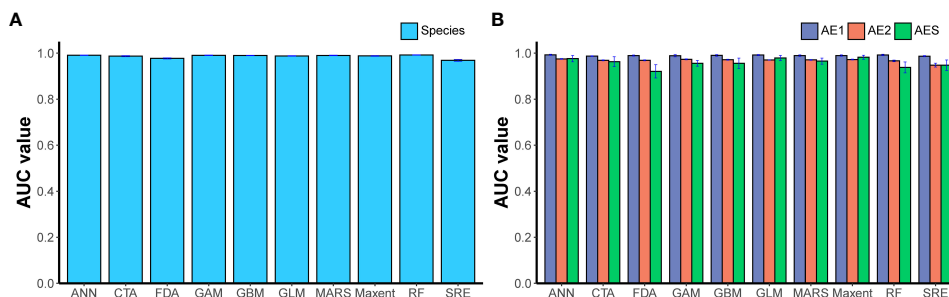 A
Species
AUC value
1.0
0.8
0.6
0.4
0.2
0.0
ANN CTA FDA GAM GBM GLM MARS Maxent RF SRE
B
AE1 AE2 AES
AUC value
1.0
0.8
0.6
0.4
0.2
0.0
ANN CTA FDA GAM GBM GLM MARS Maxent RF SRE